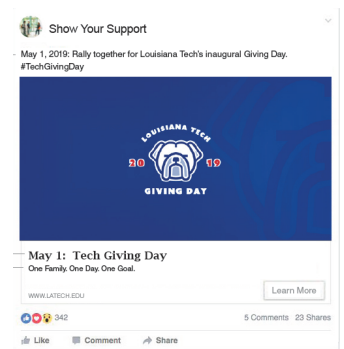 Show Your Support
May 1, 2019: Rally together for Louisiana Tech's inaugural Giving Day.
#TechGivingDay
LOUISIANA TECH
20 19
GIVING DAY
May 1: Tech Giving Day
One Family. One Day. One Goal.
WWW.LATECH.EDU
Learn More
342
5 Comments 23 Shares
Like Comment Share